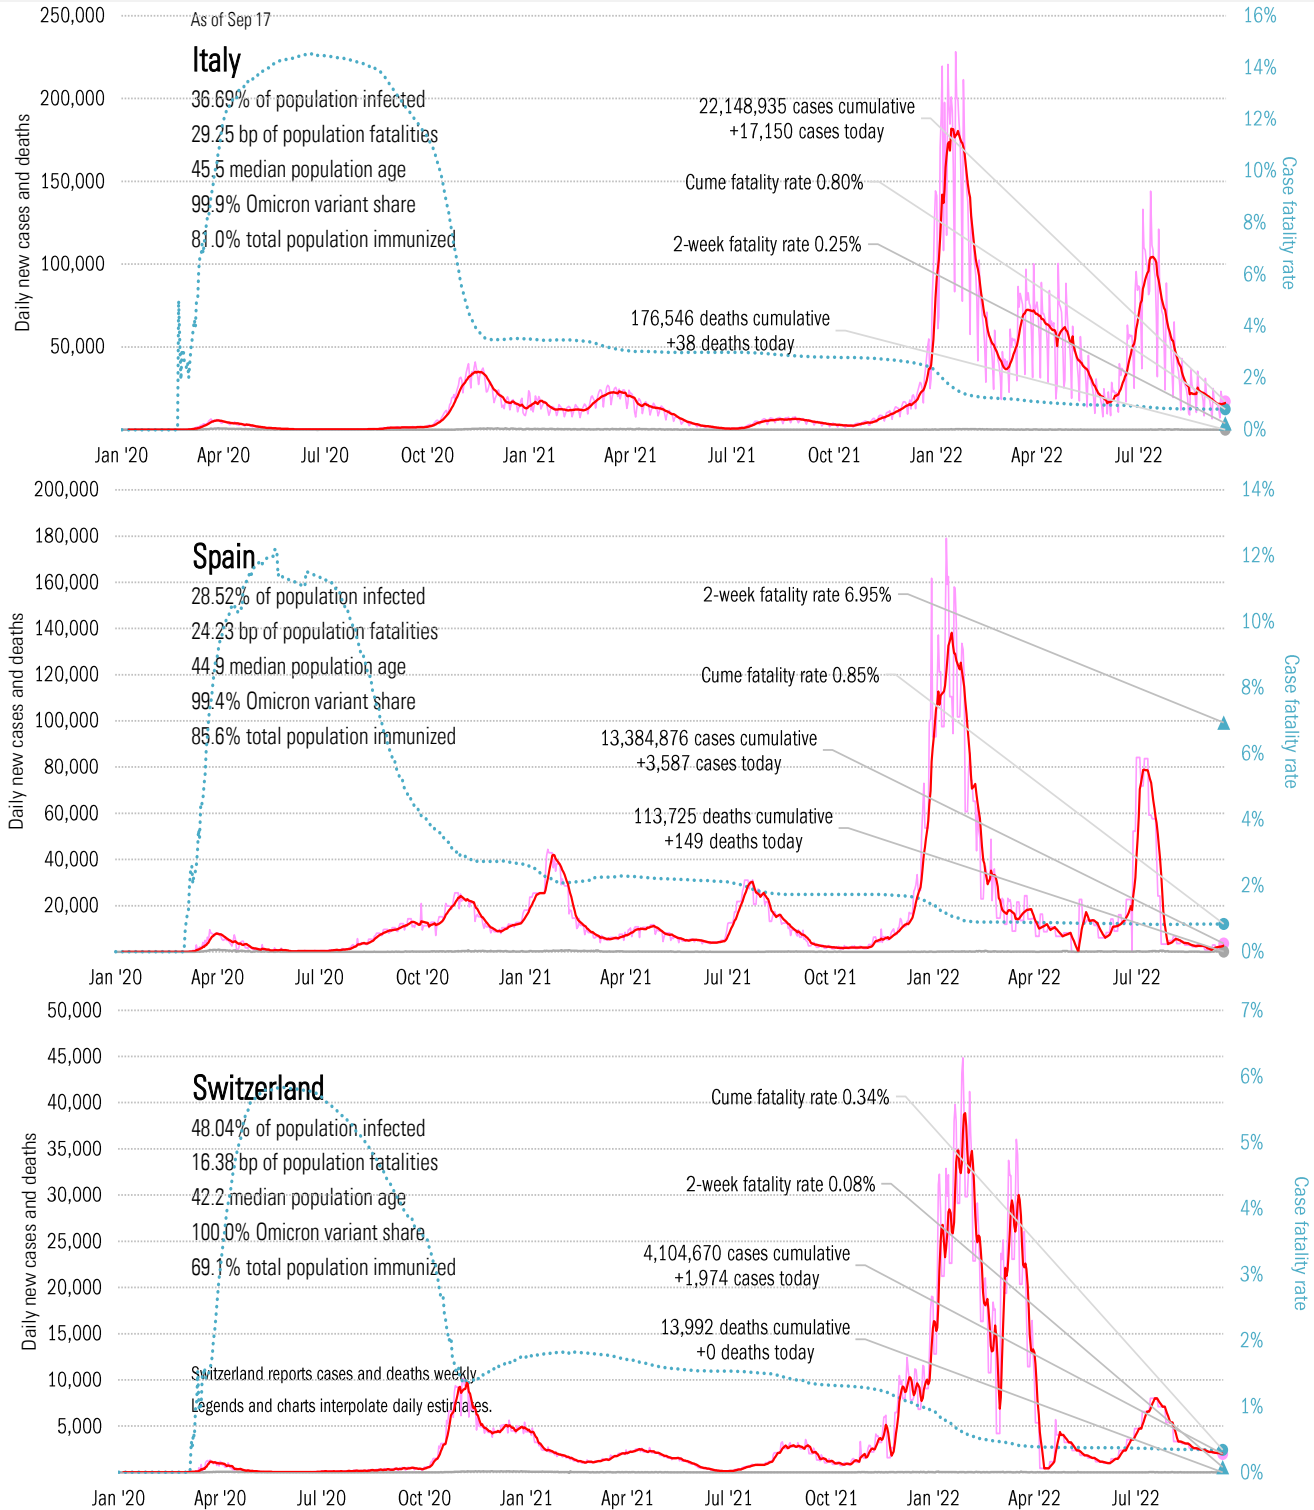 250,000
As of Sep 17
16%
Italy
14%
36.69% of population infected
200,000
22,148,935 cases cumulative
12%
29.25 bp of population fatalities
+17,150 cases today
45.5 median population age
150,000
Cume fatality rate 0.80%
10%
99.9% Omicron variant share
8%
81.0% total population immunized
2-week fatality rate 0.25%
100,000
6%
176,546 deaths cumulative
4%
50,000
+38 deaths today
2%
0%
Daily new cases and deaths
Case fatality rate
Jan '20 Apr '20 Jul '20 Oct '20 Jan '21 Apr '21 Jul '21 Oct '21 Jan '22 Apr '22 Jul '22
200,000
14%
180,000
Spain
12%
160,000
28.52% of population infected
2-week fatality rate 6.95%
140,000
24.23 bp of population fatalities
10%
44.9 median population age
120,000
Cume fatality rate 0.85%
8%
99.4% Omicron variant share
100,000
85.6% total population immunized
13,384,876 cases cumulative
6%
80,000
+3,587 cases today
60,000
113,725 deaths cumulative
4%
+149 deaths today
40,000
2%
20,000
0%
Daily new cases and deaths
Case fatality rate
Jan '20 Apr '20 Jul '20 Oct '20 Jan '21 Apr '21 Jul '21 Oct '21 Jan '22 Apr '22 Jul '22
50,000
7%
45,000
6%
Switzerland
40,000
Cume fatality rate 0.34%
48.04% of population infected
35,000
5%
16.38 bp of population fatalities
2-week fatality rate 0.08%
30,000
42.2 median population age
4%
100.0% Omicron variant share
25,000
4,104,670 cases cumulative
69.1% total population immunized
3%
+1,974 cases today
20,000
15,000
13,992 deaths cumulative
2%
+0 deaths today
Switzerland reports cases and deaths weekly.
10,000
Legends and charts interpolate daily estimates.
1%
5,000
0%
Daily new cases and deaths
Case fatality rate
Jan '20 Apr '20 Jul '20 Oct '20 Jan '21 Apr '21 Jul '21 Oct '21 Jan '22 Apr '22 Jul '22